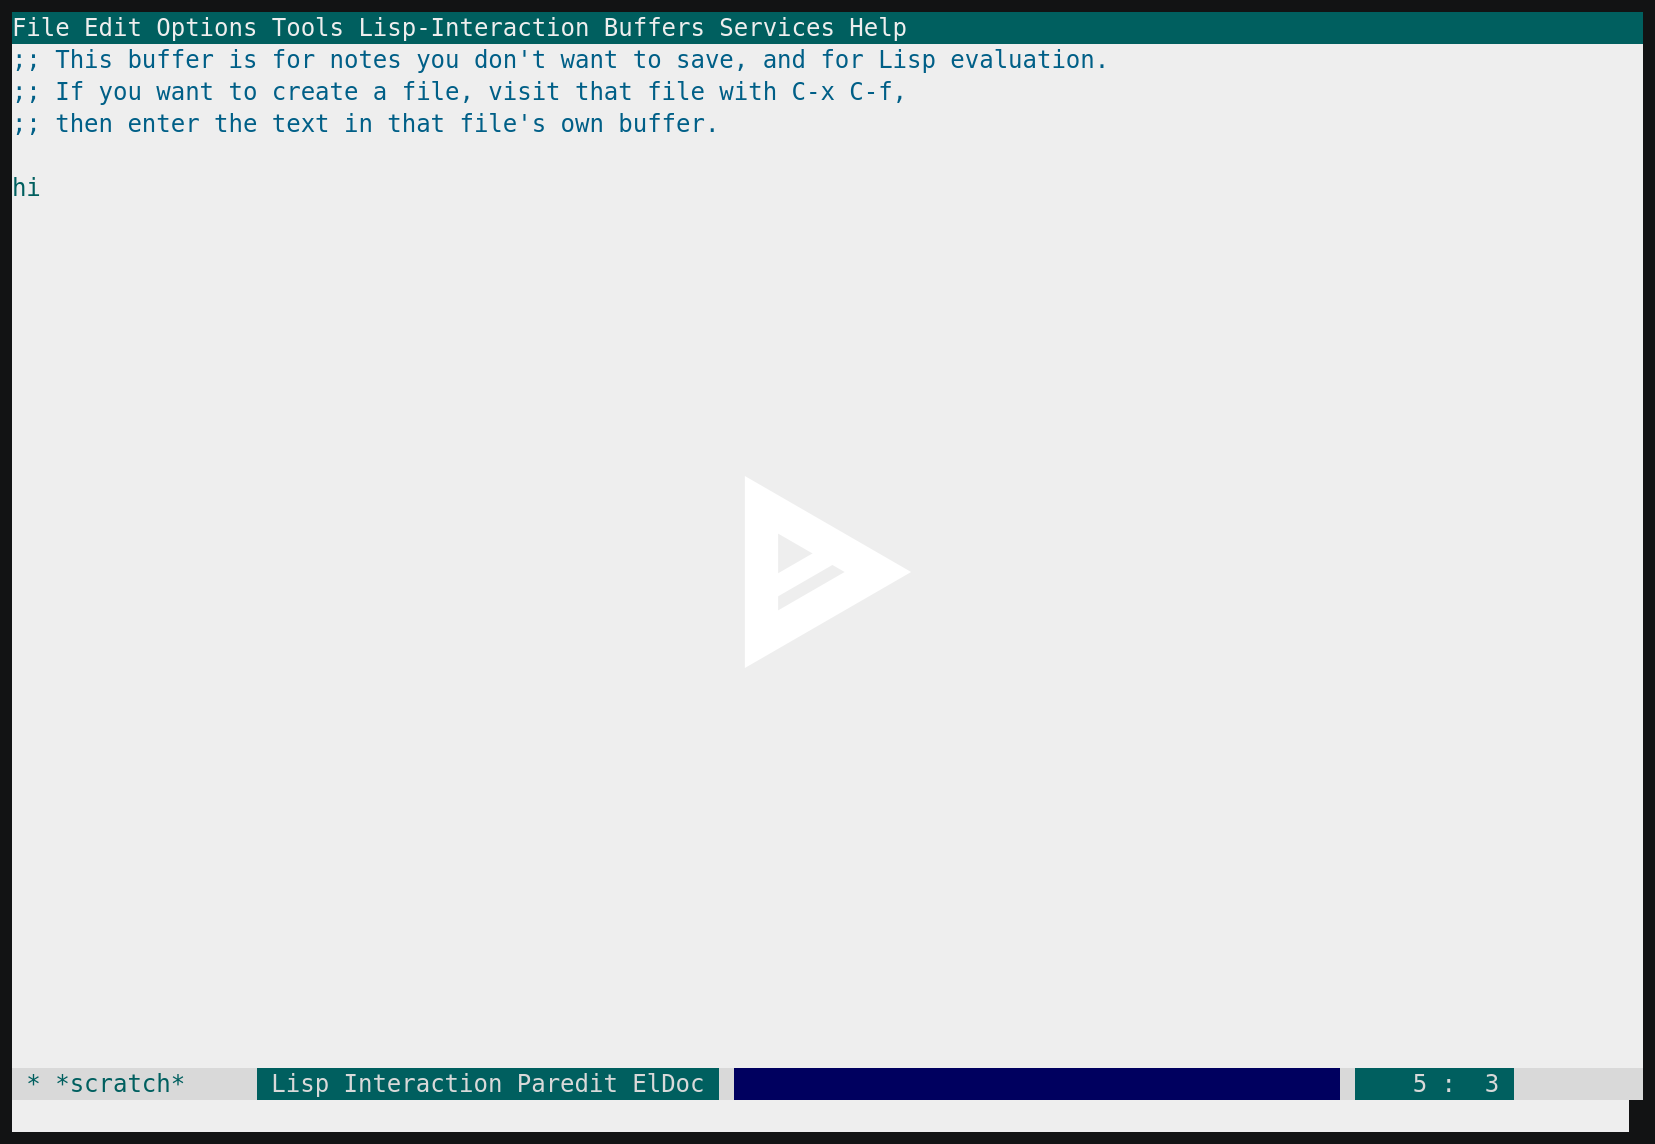 File Edit Options Tools Lisp-Interaction Buffers Services Help
;; This buffer is for notes you don't want to save, and for Lisp evaluation.
;; If you want to create a file, visit that file with C-x C-f,
;; then enter the text in that file's own buffer.
hi
* *scratch* Lisp Interaction Paredit ElDoc 5 : 3